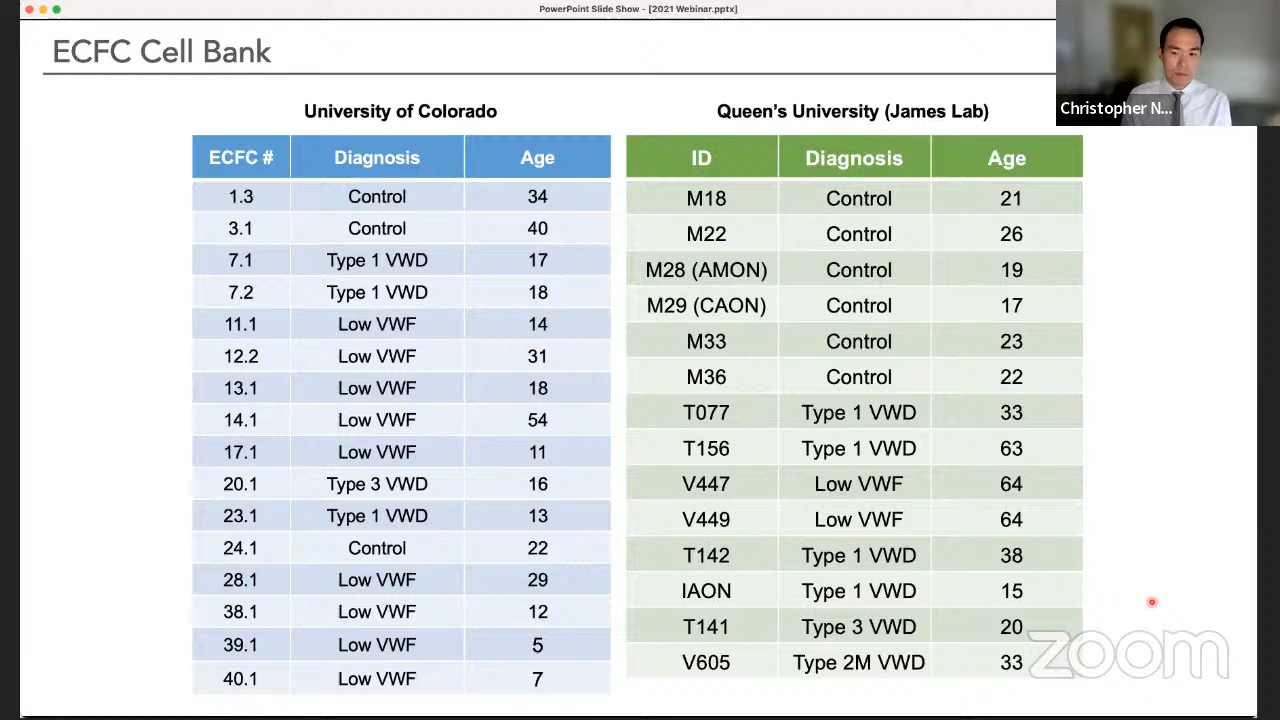 PowerPoint Slide Show - [2021 Webinar.pptx]
ECFC Cell Bank
Christopher N...
University of Colorado
ECFC # Diagnosis Age
1.3 Control 34
3.1 Control 40
7.1 Type 1 VWD 17
7.2 Type 1 VWD 18
11.1 Low VWF 14
12.2 Low VWF 31
13.1 Low VWF 18
14.1 Low VWF 54
17.1 Low VWF 11
20.1 Type 3 VWD 16
23.1 Type 1 VWD 13
24.1 Control 22
28.1 Low VWF 29
38.1 Low VWF 12
39.1 Low VWF 5
40.1 Low VWF 7
Queen's University (James Lab)
ID Diagnosis Age
M18 Control 21
M22 Control 26
M28 (AMON) Control 19
M29 (CAON) Control 17
M33 Control 23
M36 Control 22
T077 Type 1 VWD 33
T156 Type 1 VWD 63
V447 Low VWF 64
V449 Low VWF 64
T142 Type 1 VWD 38
IAON Type 1 VWD 15
T141 Type 3 VWD 20
V605 Type 2M VWD 33
zoom